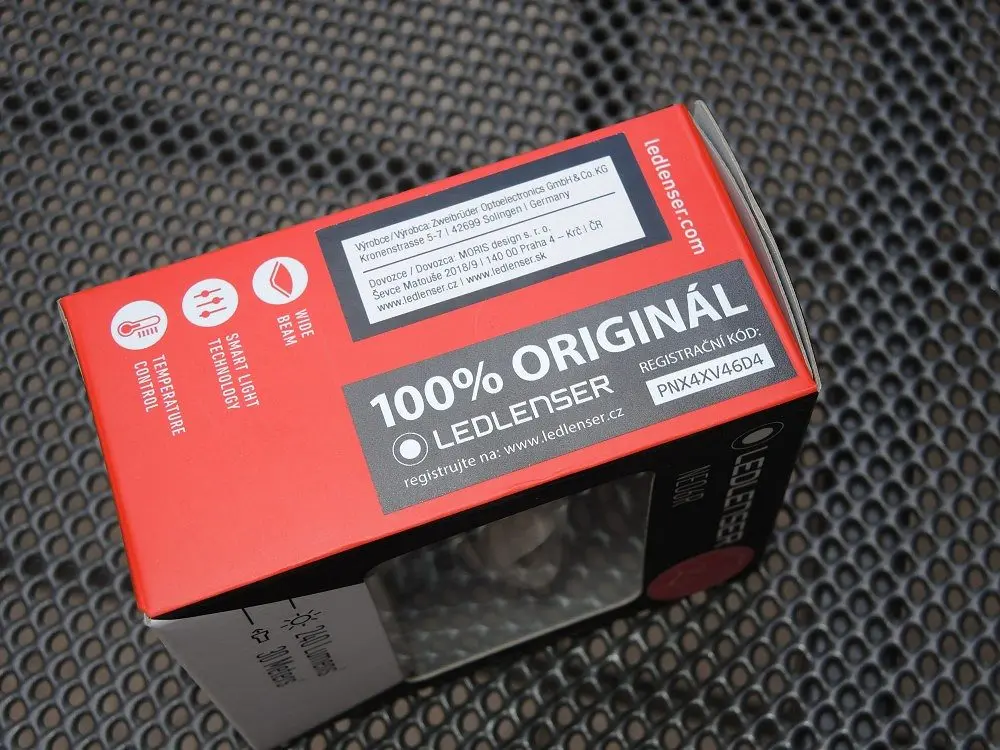 ledlenser.com
Výrobce / Výrobca: Zweibrüder Optoelectronics GmbH & Co. KG
Kronenstrasse 5-7 I 42699 Solingen I Germany
Dovozce / Dovozca: MORIS design s. r. o.
Ševce Matouše 2018/9 I 140 00 Praha 4 – Krč I ČR
www.ledlenser.cz I www.ledlenser.sk
WIDE
BEAM
SMART LIGHT
TECHNOLOGY
TEMPERATURE
CONTROL
100% ORIGINÁL
LEDLENSER
registrujte na: www.ledlenser.cz
REGISTRAČNÍ KÓD:
PNX4XV46D4
LEDLENSER
240 Lumens
30 Meters